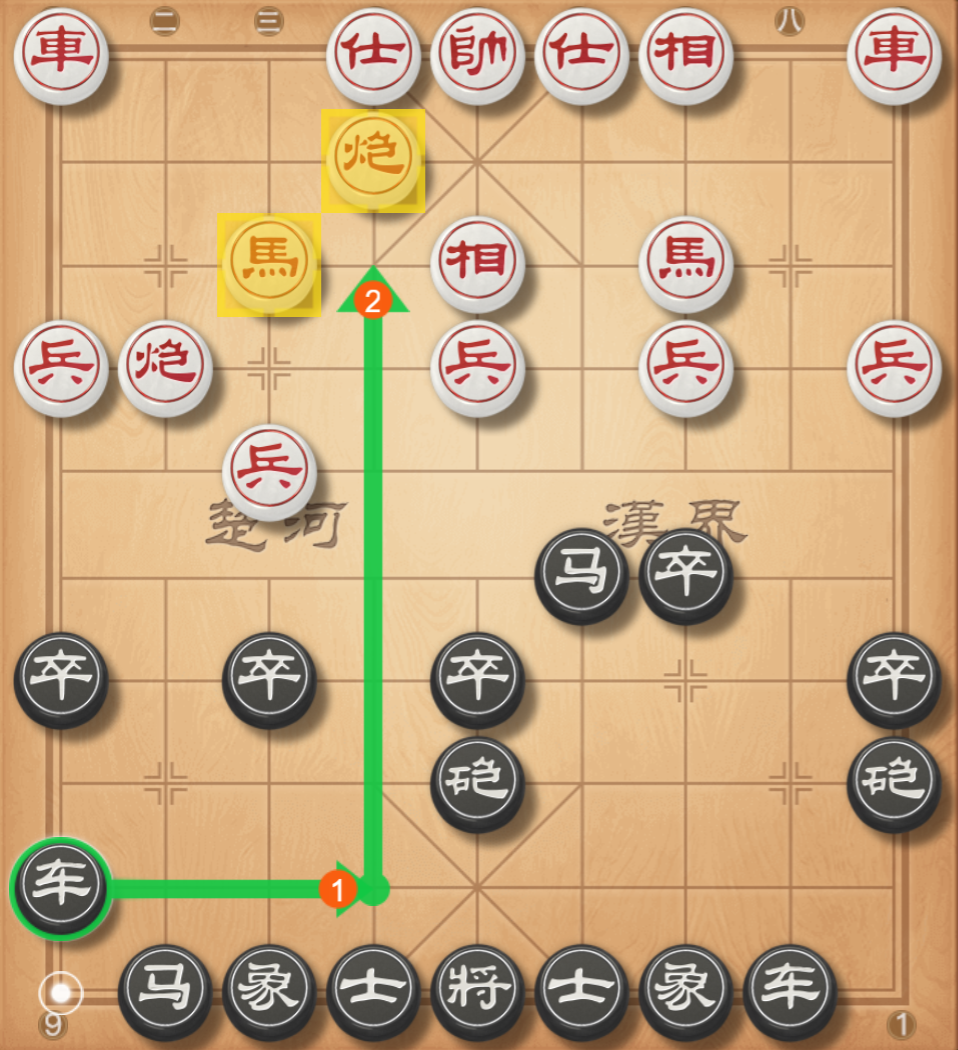 二 三 八
車 仕 帥 仕 相 車
炮
馬 相 馬
2
兵 炮 兵 兵 兵
兵
楚河 漢界
马 卒
卒 卒 卒 卒
砲 砲
车 1
马 象 士 将 士 象 车
9 1